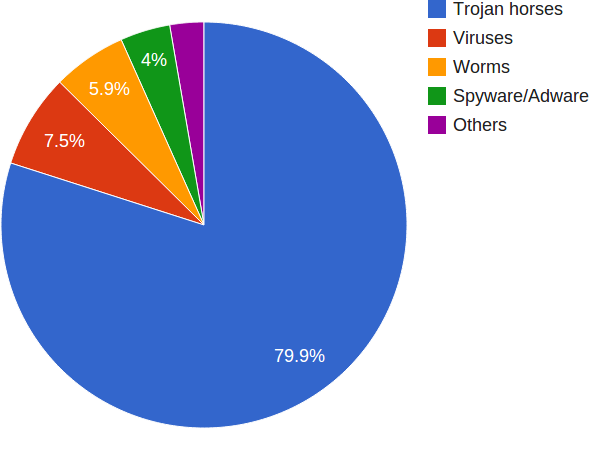 Trojan horses
Viruses
Worms
Spyware/Adware
Others
4%
5.9%
7.5%
79.9%